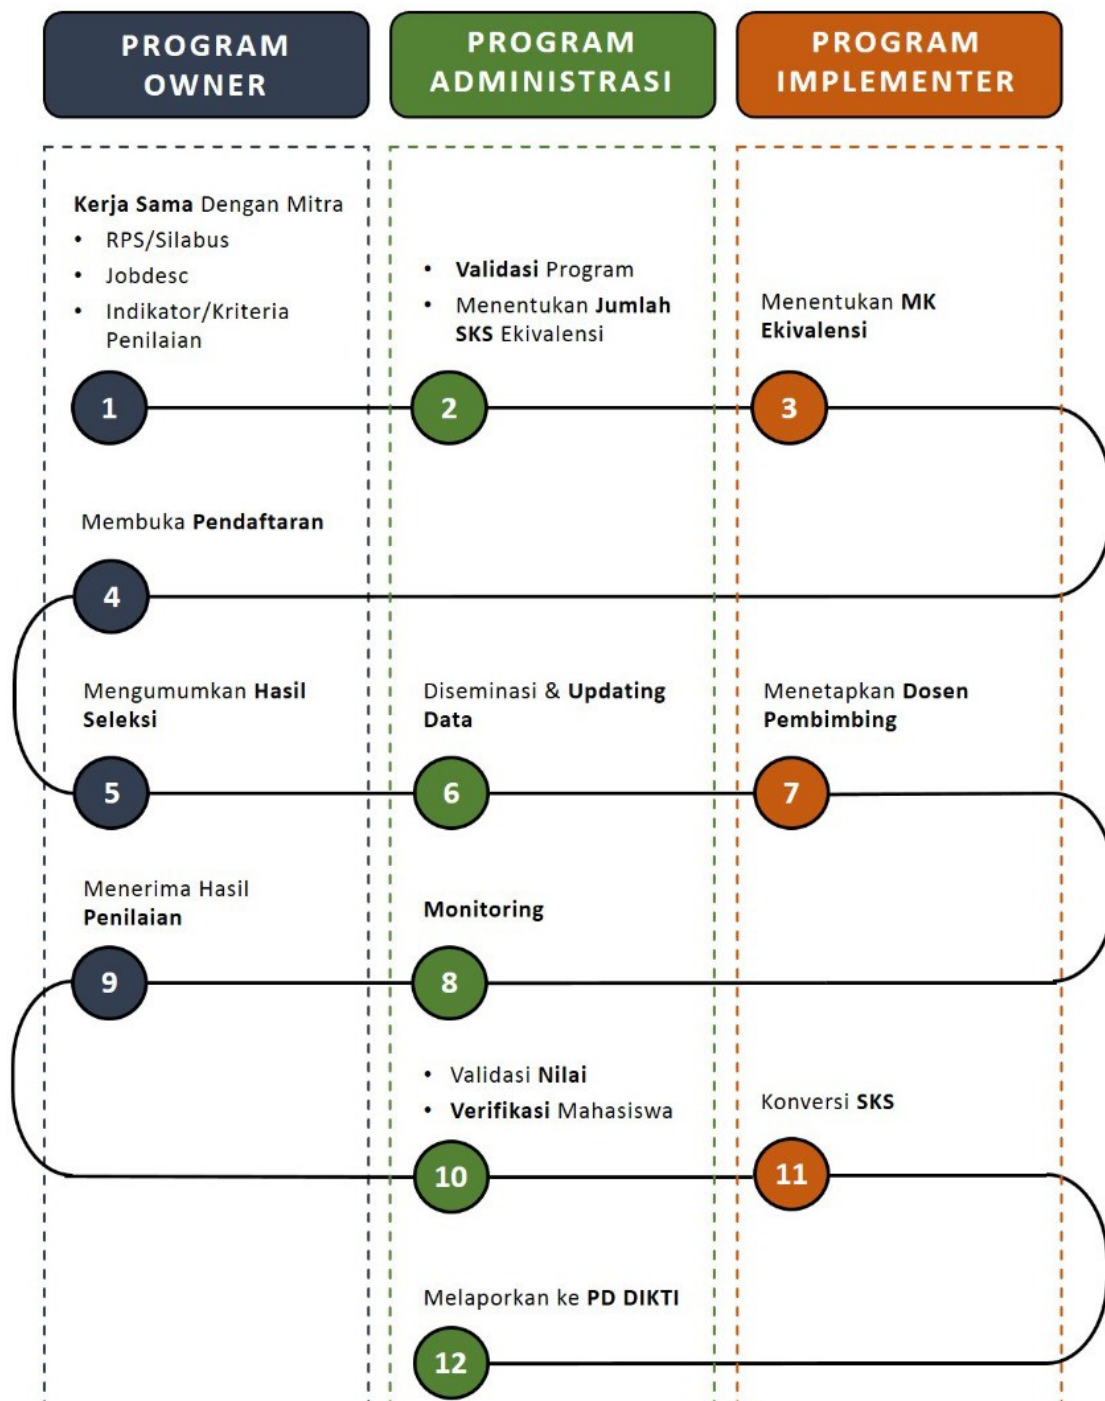 PROGRAM
OWNER
PROGRAM
ADMINISTRASI
PROGRAM
IMPLEMENTER
Kerja Sama Dengan Mitra
• RPS/Silabus
• Jobdesc
• Indikator/Kriteria
Penilaian
• Validasi Program
• Menentukan Jumlah
SKS Ekivalensi
Menentukan MK
Ekivalensi
1
2
3
Membuka Pendaftaran
4
Mengumumkan Hasil
Seleksi
Diseminasi & Updating
Data
Menetapkan Dosen
Pembimbing
5
6
7
Menerima Hasil
Penilaian
Monitoring
9
8
• Validasi Nilai
• Verifikasi Mahasiswa
Konversi SKS
10
11
Melaporkan ke PD DIKTI
12